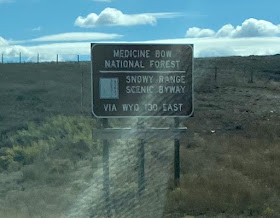 MEDICINE BOW
NATIONAL FOREST
SNOWY RANGE
SCENIC BYWAY
VIA WYO 130 EAST